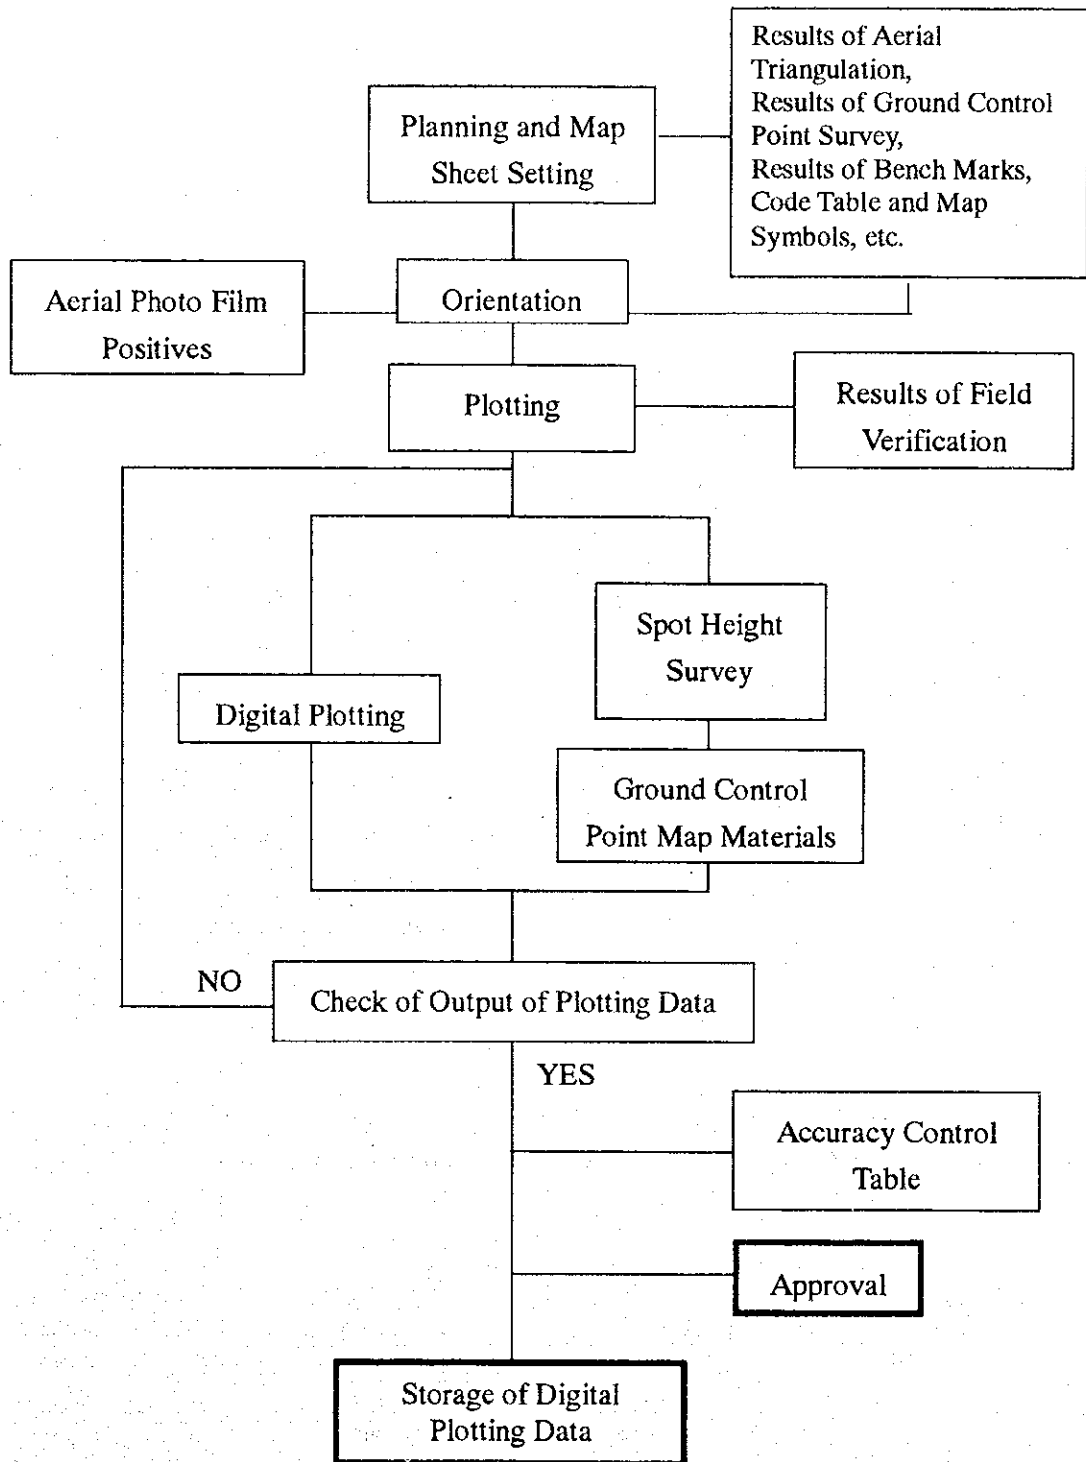 Results of Aerial
Triangulation,
Results of Ground Control
Point Survey,
Results of Bench Marks,
Code Table and Map
Symbols, etc.
Planning and Map
Sheet Setting
Aerial Photo Film
Positives
Orientation
Plotting
Results of Field
Verification
Spot Height
Survey
Digital Plotting
Ground Control
Point Map Materials
NO
Check of Output of Plotting Data
YES
Accuracy Control
Table
Approval
Storage of Digital
Plotting Data